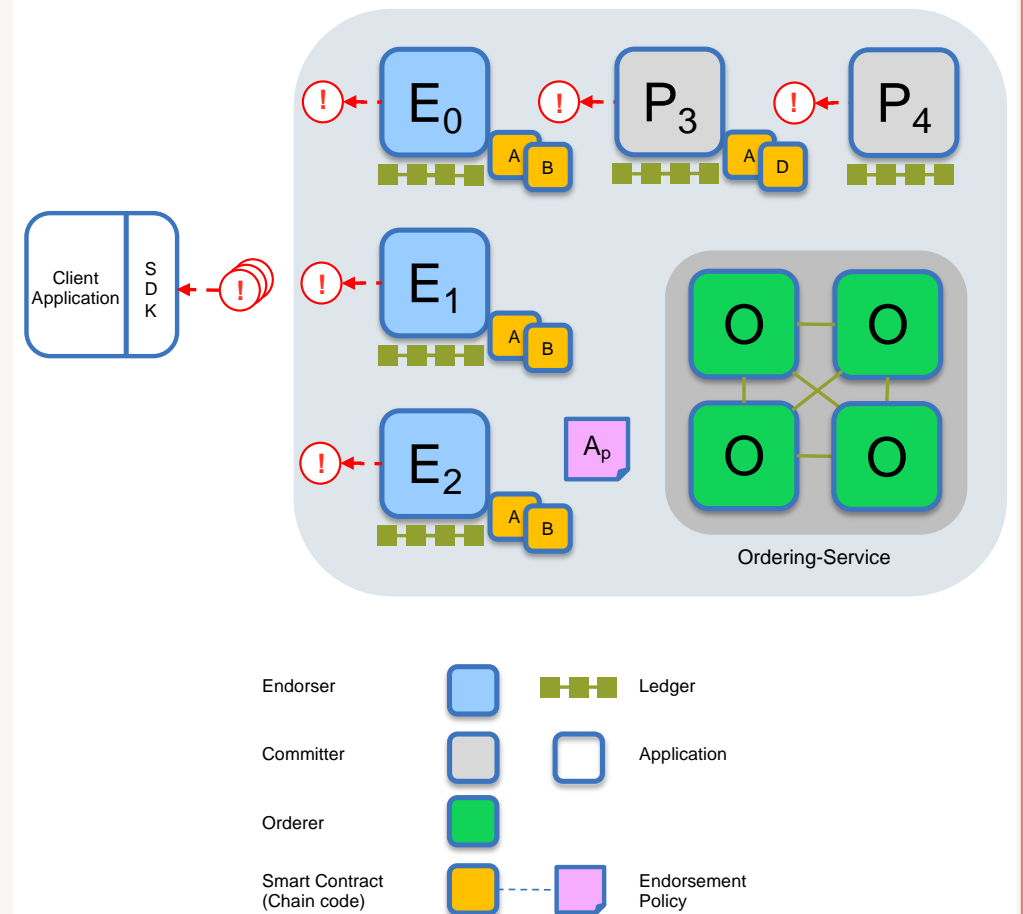 !
E0
A
B
!
P3
A
D
!
P4
Client
Application
S
D
K
!
!
E1
A
B
O
O
O
O
!
E2
A
B
Ap
Ordering-Service
Endorser
Ledger
Committer
Application
Orderer
Smart Contract
(Chain code)
Endorsement
Policy